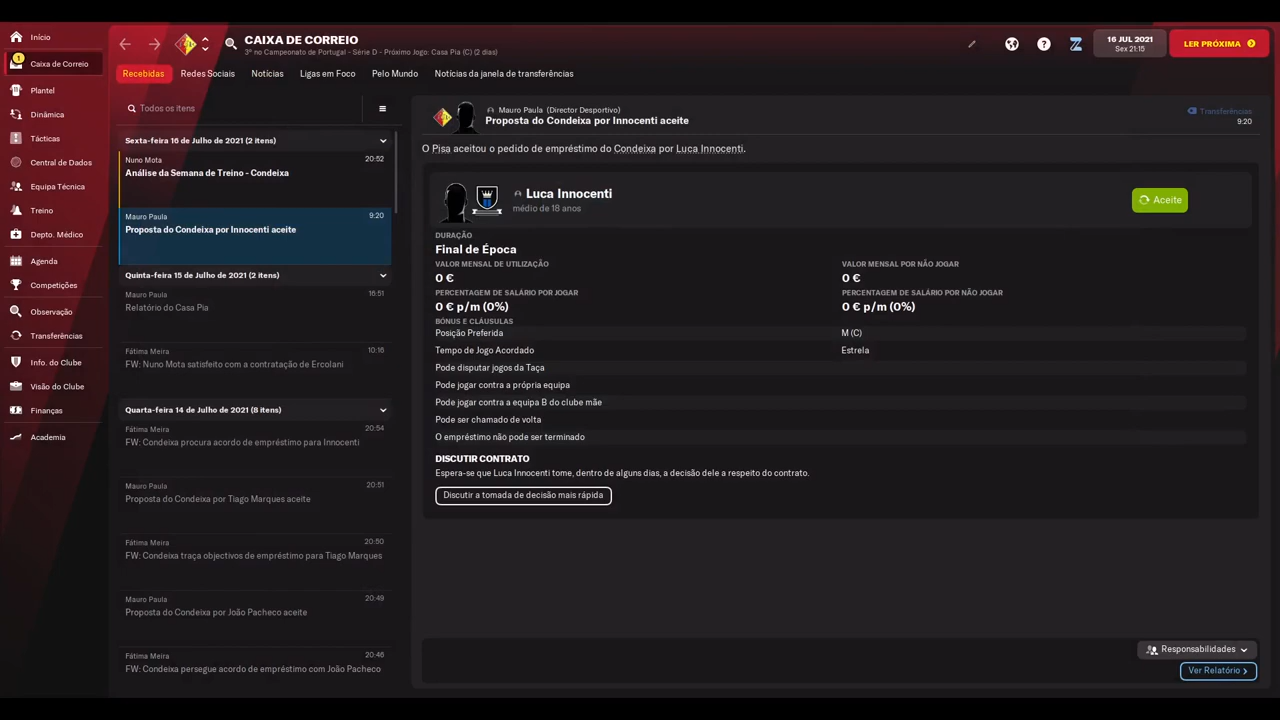 Início
1
Caixa de Correio
Plantel
Dinâmica
Tácticas
Central de Dados
Equipa Técnica
Treino
Depto. Médico
Agenda
Competições
Observação
Transferências
Info. do Clube
Visão do Clube
Finanças
Academia
CAIXA DE CORREIO
3º no Campeonato de Portugal - Série D - Próximo Jogo: Casa Pia (C) (2 dias)
16 JUL 2021
Sex 21:15
LER PRÓXIMA
Recebidas
Redes Sociais
Notícias
Ligas em Foco
Pelo Mundo
Notícias da janela de transferências
Todos os itens
Sexta-feira 16 de Julho de 2021 (2 itens)
Nuno Mota 20:52
Análise da Semana de Treino - Condeixa
Mauro Paula 9:20
Proposta do Condeixa por Innocenti aceite
Quinta-feira 15 de Julho de 2021 (2 itens)
Mauro Paula 16:51
Relatório do Casa Pia
Fátima Meira 10:16
FW: Nuno Mota satisfeito com a contratação de Ercolani
Quarta-feira 14 de Julho de 2021 (8 itens)
Fátima Meira 20:54
FW: Condeixa procura acordo de empréstimo para Innocenti
Mauro Paula 20:51
Proposta do Condeixa por Tiago Marques aceite
Fátima Meira 20:50
FW: Condeixa traça objectivos de empréstimo para Tiago Marques
Mauro Paula 20:49
Proposta do Condeixa por João Pacheco aceite
Fátima Meira 20:46
FW: Condeixa persegue acordo de empréstimo com João Pacheco
Mauro Paula (Director Desportivo)
Proposta do Condeixa por Innocenti aceite
Transferências
9:20
O Pisa aceitou o pedido de empréstimo do Condeixa por Luca Innocenti.
Luca Innocenti
médio de 18 anos
Aceite
DURAÇÃO
Final de Época
VALOR MENSAL DE UTILIZAÇÃO VALOR MENSAL POR NÃO JOGAR
0 € 0 €
PERCENTAGEM DE SALÁRIO POR JOGAR PERCENTAGEM DE SALÁRIO POR NÃO JOGAR
0 € p/m (0%) 0 € p/m (0%)
BÓNUS E CLÁUSULAS
Posição Preferida M (C)
Tempo de Jogo Acordado Estrela
Pode disputar jogos da Taça
Pode jogar contra a própria equipa
Pode jogar contra a equipa B do clube mãe
Pode ser chamado de volta
O empréstimo não pode ser terminado
DISCUTIR CONTRATO
Espera-se que Luca Innocenti tome, dentro de alguns dias, a decisão dele a respeito do contrato.
Discutir a tomada de decisão mais rápida
Responsabilidades
Ver Relatório